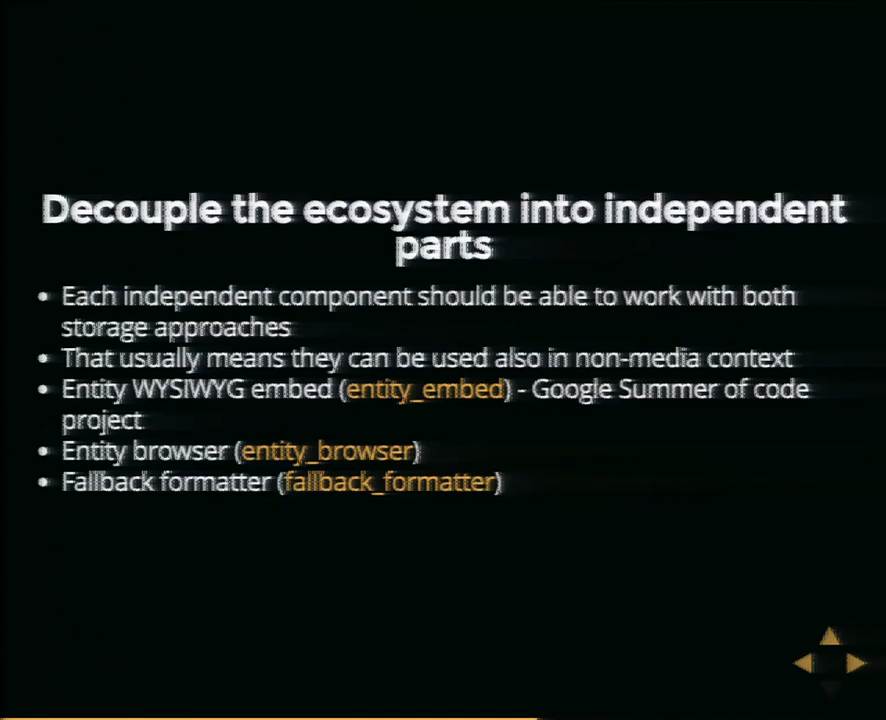 Decouple the ecosystem into independent
parts
• Each independent component should be able to work with both
storage approaches
• That usually means they can be used also in non-media context
• Entity WYSIWYG embed (entity_embed) - Google Summer of code
project
• Entity browser (entity_browser)
• Fallback formatter (fallback_formatter)